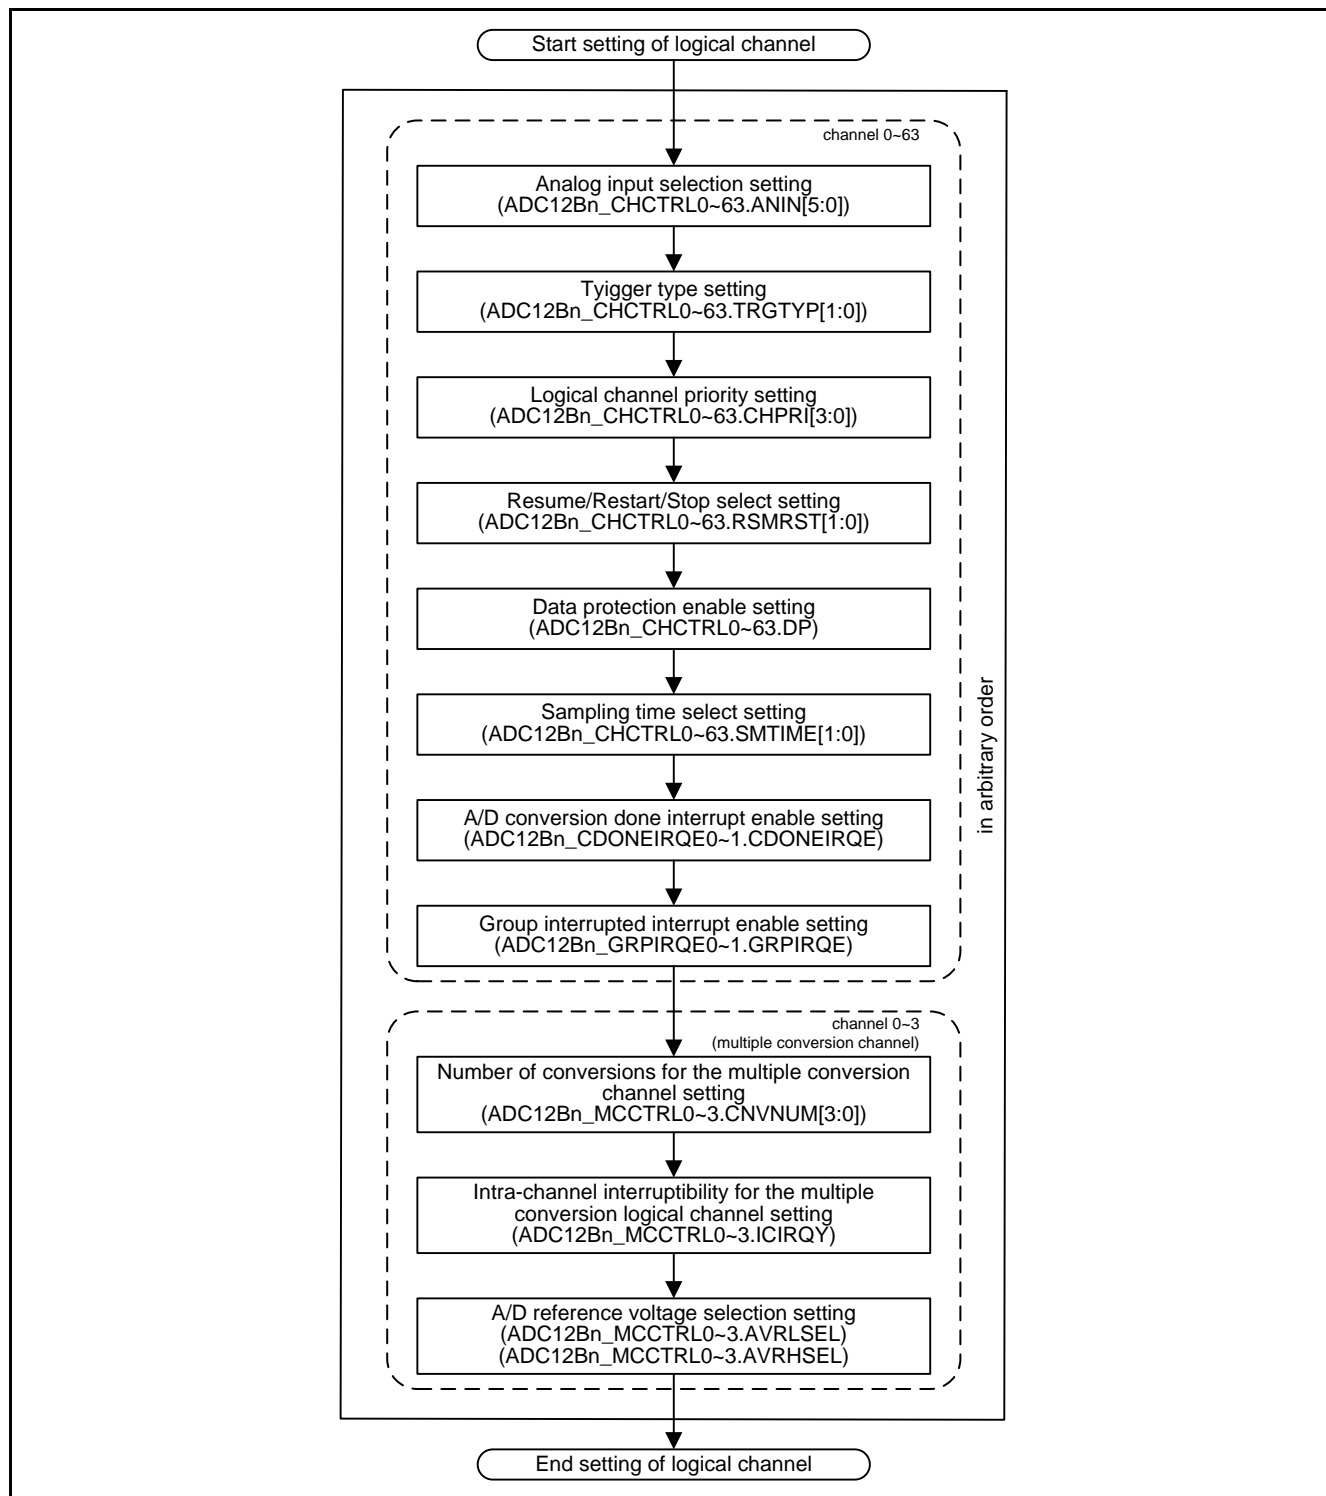 Start setting of logical channel
channel 0~63
Analog input selection setting
(ADC12Bn_CHCTRL0~63.ANIN[5:0])
Tyigger type setting
(ADC12Bn_CHCTRL0~63.TRGTYP[1:0])
Logical channel priority setting
(ADC12Bn_CHCTRL0~63.CHPRI[3:0])
Resume/Restart/Stop select setting
(ADC12Bn_CHCTRL0~63.RSMRST[1:0])
Data protection enable setting
(ADC12Bn_CHCTRL0~63.DP)
Sampling time select setting
(ADC12Bn_CHCTRL0~63.SMTIME[1:0])
A/D conversion done interrupt enable setting
(ADC12Bn_CDONEIRQE0~1.CDONEIRQE)
Group interrupted interrupt enable setting
(ADC12Bn_GRPIRQE0~1.GRPIRQE)
in arbitrary order
channel 0~3
(multiple conversion channel)
Number of conversions for the multiple conversion
channel setting
(ADC12Bn_MCCTRL0~3.CNVNUM[3:0])
Intra-channel interruptibility for the multiple
conversion logical channel setting
(ADC12Bn_MCCTRL0~3.ICIRQY)
A/D reference voltage selection setting
(ADC12Bn_MCCTRL0~3.AVRLSEL)
(ADC12Bn_MCCTRL0~3.AVRHSEL)
End setting of logical channel